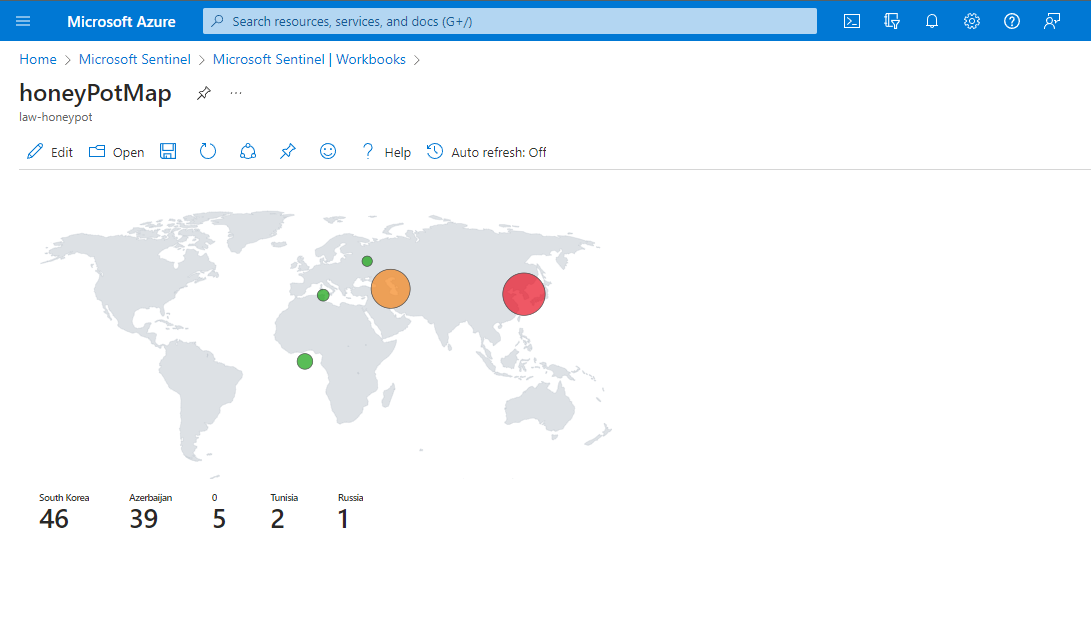 Microsoft Azure
Search resources, services, and docs (G+/)
Home > Microsoft Sentinel > Microsoft Sentinel | Workbooks >
honeyPotMap
law-honeypot
Edit Open Help Auto refresh: Off
South Korea Azerbaijan 0 Tunisia Russia
46 39 5 2 1